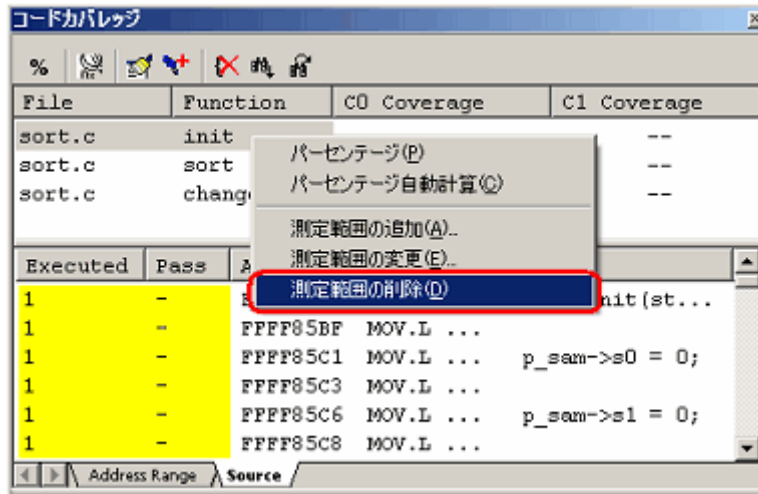 コードカバレッジ
%
File Function C0 Coverage C1 Coverage
sort.c init --
sort.c sort --
sort.c chang --
パーセンテージ(P)
パーセンテージ自動計算(C)
測定範囲の追加(A)...
測定範囲の変更(E)...
測定範囲の削除(D)
Executed Pass A
1 - nit(st...
1 - FFFF85BF MOV.L ...
1 - FFFF85C1 MOV.L ... p_sam->s0 = 0;
1 - FFFF85C3 MOV.L ...
1 - FFFF85C6 MOV.L ... p_sam->s1 = 0;
1 - FFFF85C8 MOV.L ...
Address Range Source